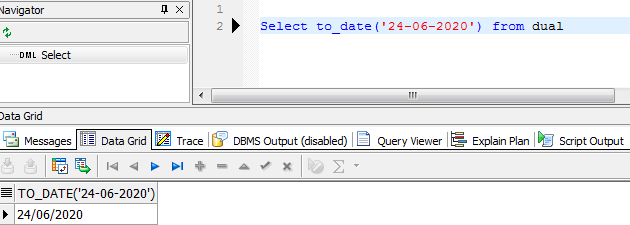 Navigator
DML Select
1
2 Select to_date('24-06-2020') from dual
Data Grid
Messages Data Grid Trace DBMS Output (disabled) Query Viewer Explain Plan Script Output
TO_DATE('24-06-2020')
24/06/2020